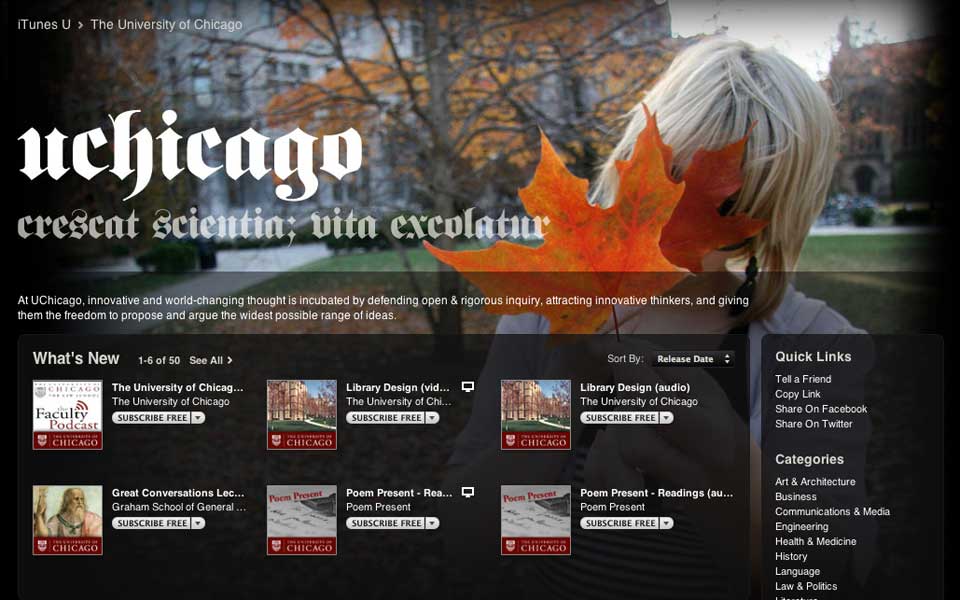 iTunes U > The University of Chicago
uchicago
crescat scientia; vita excolatur
At UChicago, innovative and world-changing thought is incubated by defending open & rigorous inquiry, attracting innovative thinkers, and giving
them the freedom to propose and argue the widest possible range of ideas.
What's New 1-6 of 50 See All >
Sort By: Release Date
THE UNIVERSITY OF
CHICAGO
THE LAW SCHOOL
the
Faculty
Podcast
THE UNIVERSITY OF
CHICAGO
The University of Chicag...
The University of Chicago
SUBSCRIBE FREE
THE UNIVERSITY OF
CHICAGO
Library Design (vid...
The University of Chi...
SUBSCRIBE FREE
THE UNIVERSITY OF
CHICAGO
Library Design (audio)
The University of Chicago
SUBSCRIBE FREE
THE UNIVERSITY OF
CHICAGO
Great Conversations Lec...
Graham School of General ...
SUBSCRIBE FREE
Poem Present
THE UNIVERSITY OF
CHICAGO
Poem Present - Rea...
Poem Present
SUBSCRIBE FREE
Poem Present
THE UNIVERSITY OF
CHICAGO
Poem Present - Readings (au...
Poem Present
SUBSCRIBE FREE
Quick Links
Tell a Friend
Copy Link
Share On Facebook
Share On Twitter
Categories
Art & Architecture
Business
Communications & Media
Engineering
Health & Medicine
History
Language
Law & Politics
Literature